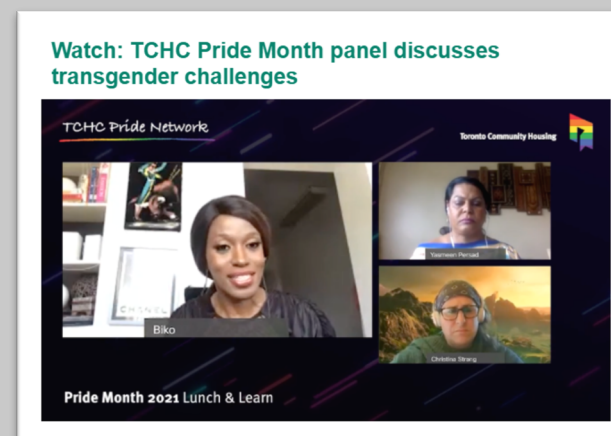 Watch: TCHC Pride Month panel discusses
transgender challenges
TCHC Pride Network
Toronto Community Housing
CHANEL
Biko
Yasmeen Persad
Christina Strang
Pride Month 2021 Lunch & Learn